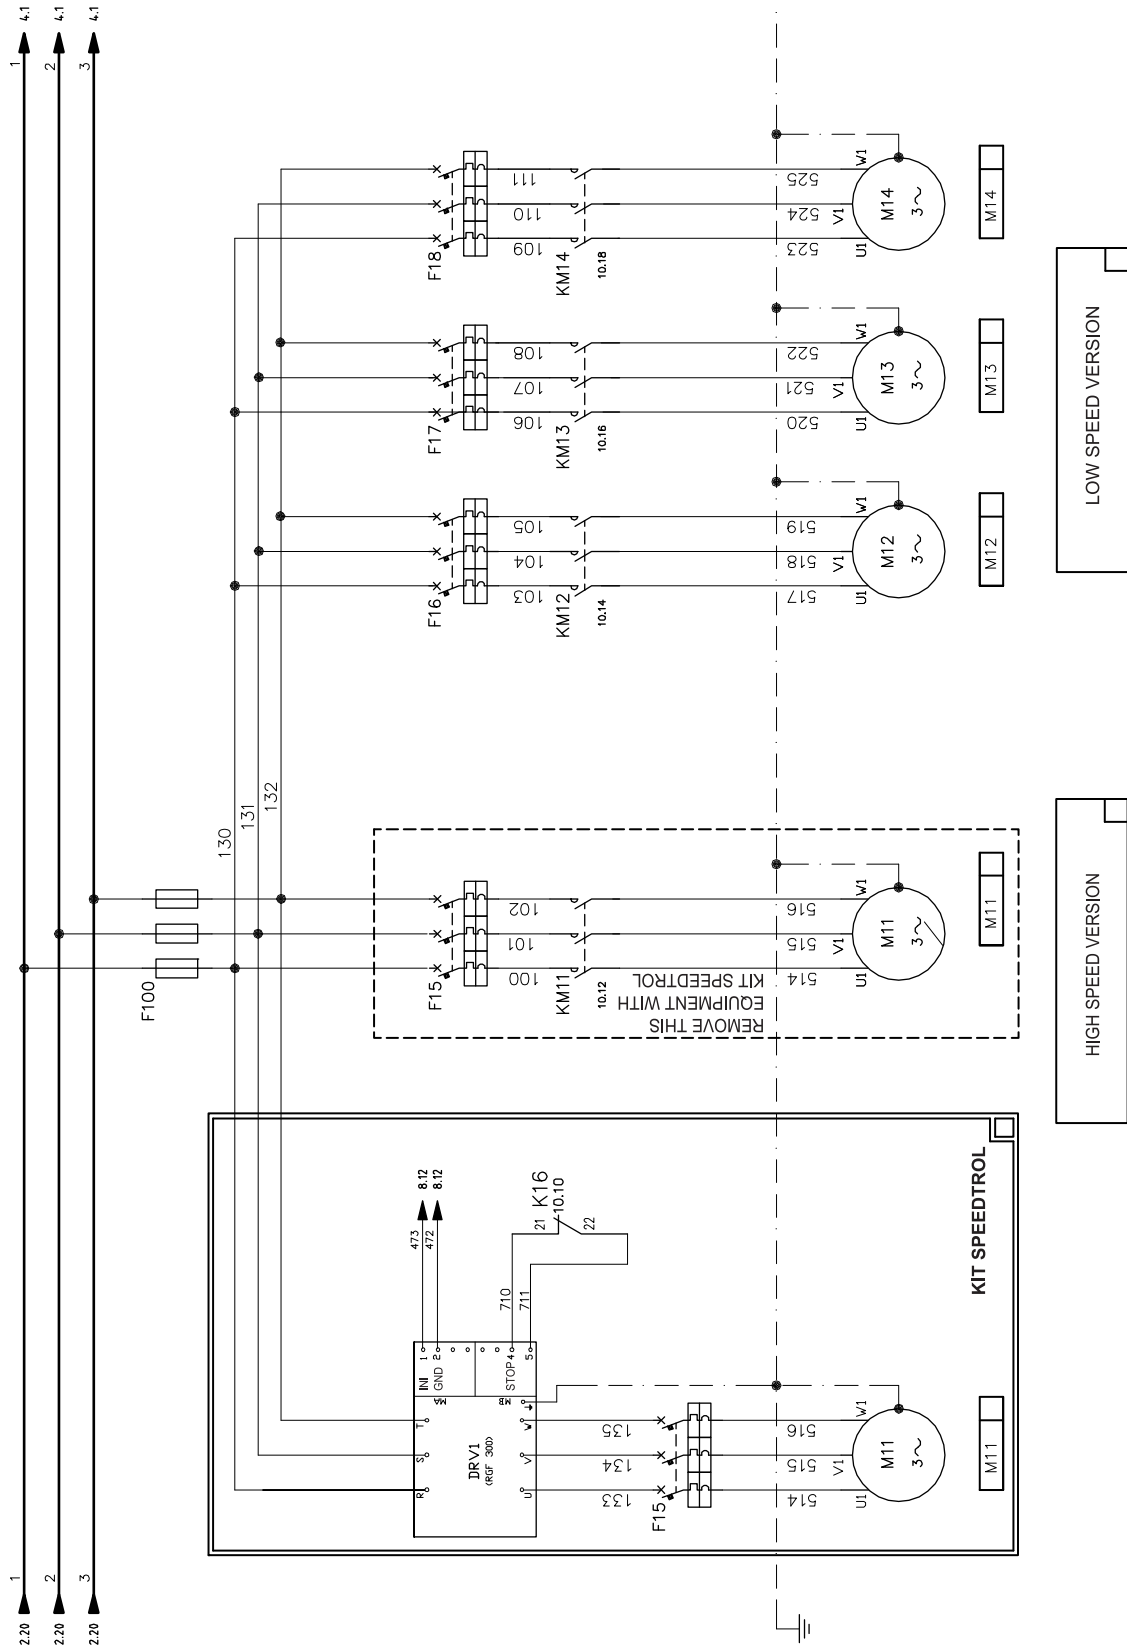 1 4.1
2 4.1
3 4.1
F18
109
110
111
KM14
10.18
523
524
525
U1
V1
W1
M14
3~
M14
F17
106
107
108
KM13
10.16
520
521
522
U1
V1
W1
M13
3~
M13
F16
103
104
105
KM12
10.14
517
518
519
U1
V1
W1
M12
3~
M12
LOW SPEED VERSION
130
131
132
F100
F15
100
101
102
KM11
10.12
REMOVE THIS
EQUIPMENT WITH
KIT SPEEDTROL
514
515
516
U1
V1
W1
M11
3~
M11
HIGH SPEED VERSION
473 8.12
472 8.12
K16
10.10
21
22
710
711
INI 1
GND 2
MA
STOP 4
5
MB
R
S
T
DRV1
(RGF 300)
U
V
W
133
134
135
F15
514
515
516
U1
V1
W1
M11
3~
M11
KIT SPEEDTROL
2.20 1
2.20 2
2.20 3